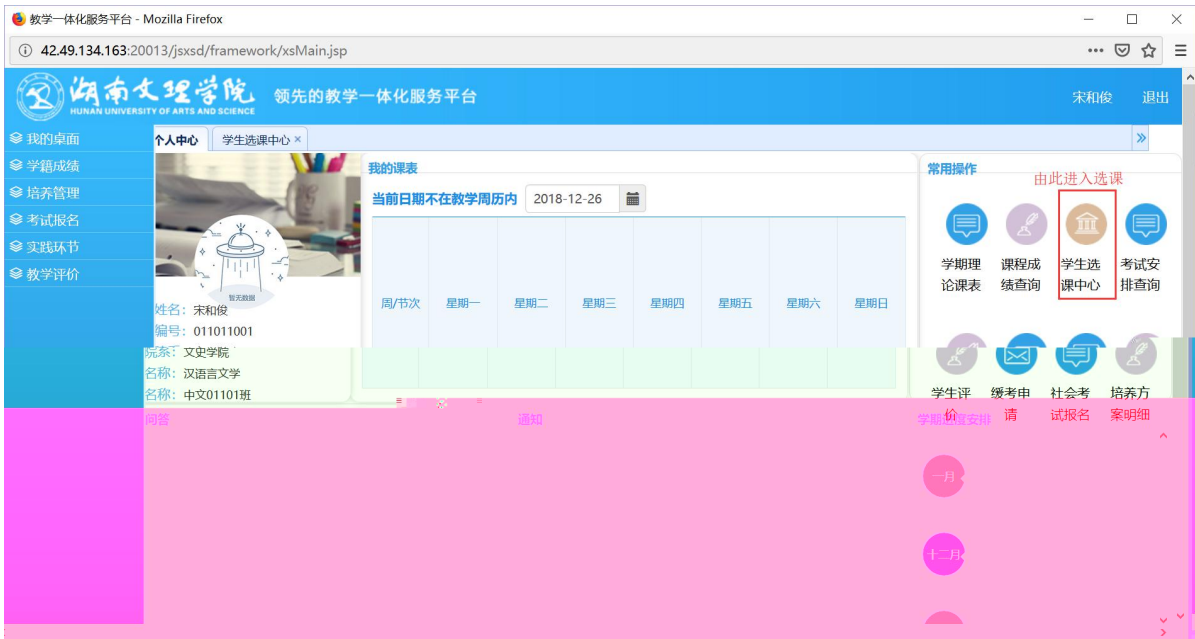 教学一体化服务平台 - Mozilla Firefox
42.49.134.163:20013/jsxsd/framework/xsMain.jsp
湖南文理学院
HUNAN UNIVERSITY OF ARTS AND SCIENCE
领先的教学一体化服务平台
宋和俊 退出
我的桌面
学籍成绩
培养管理
考试报名
实践环节
教学评价
个人中心 学生选课中心 ×
暂无数据
姓名：宋和俊
编号：011011001
院系：文史学院
名称：汉语言文学
名称：中文01101班
我的课表
当前日期不在教学周历内 2018-12-26
周/节次 星期一 星期二 星期三 星期四 星期五 星期六 星期日
常用操作
由此进入选课
学期理论课表
课程成绩查询
学生选课中心
考试安排查询
学生评价
缓考申请
社会考试报名
培养方案明细
问答
通知
学期进度安排
一月
十二月